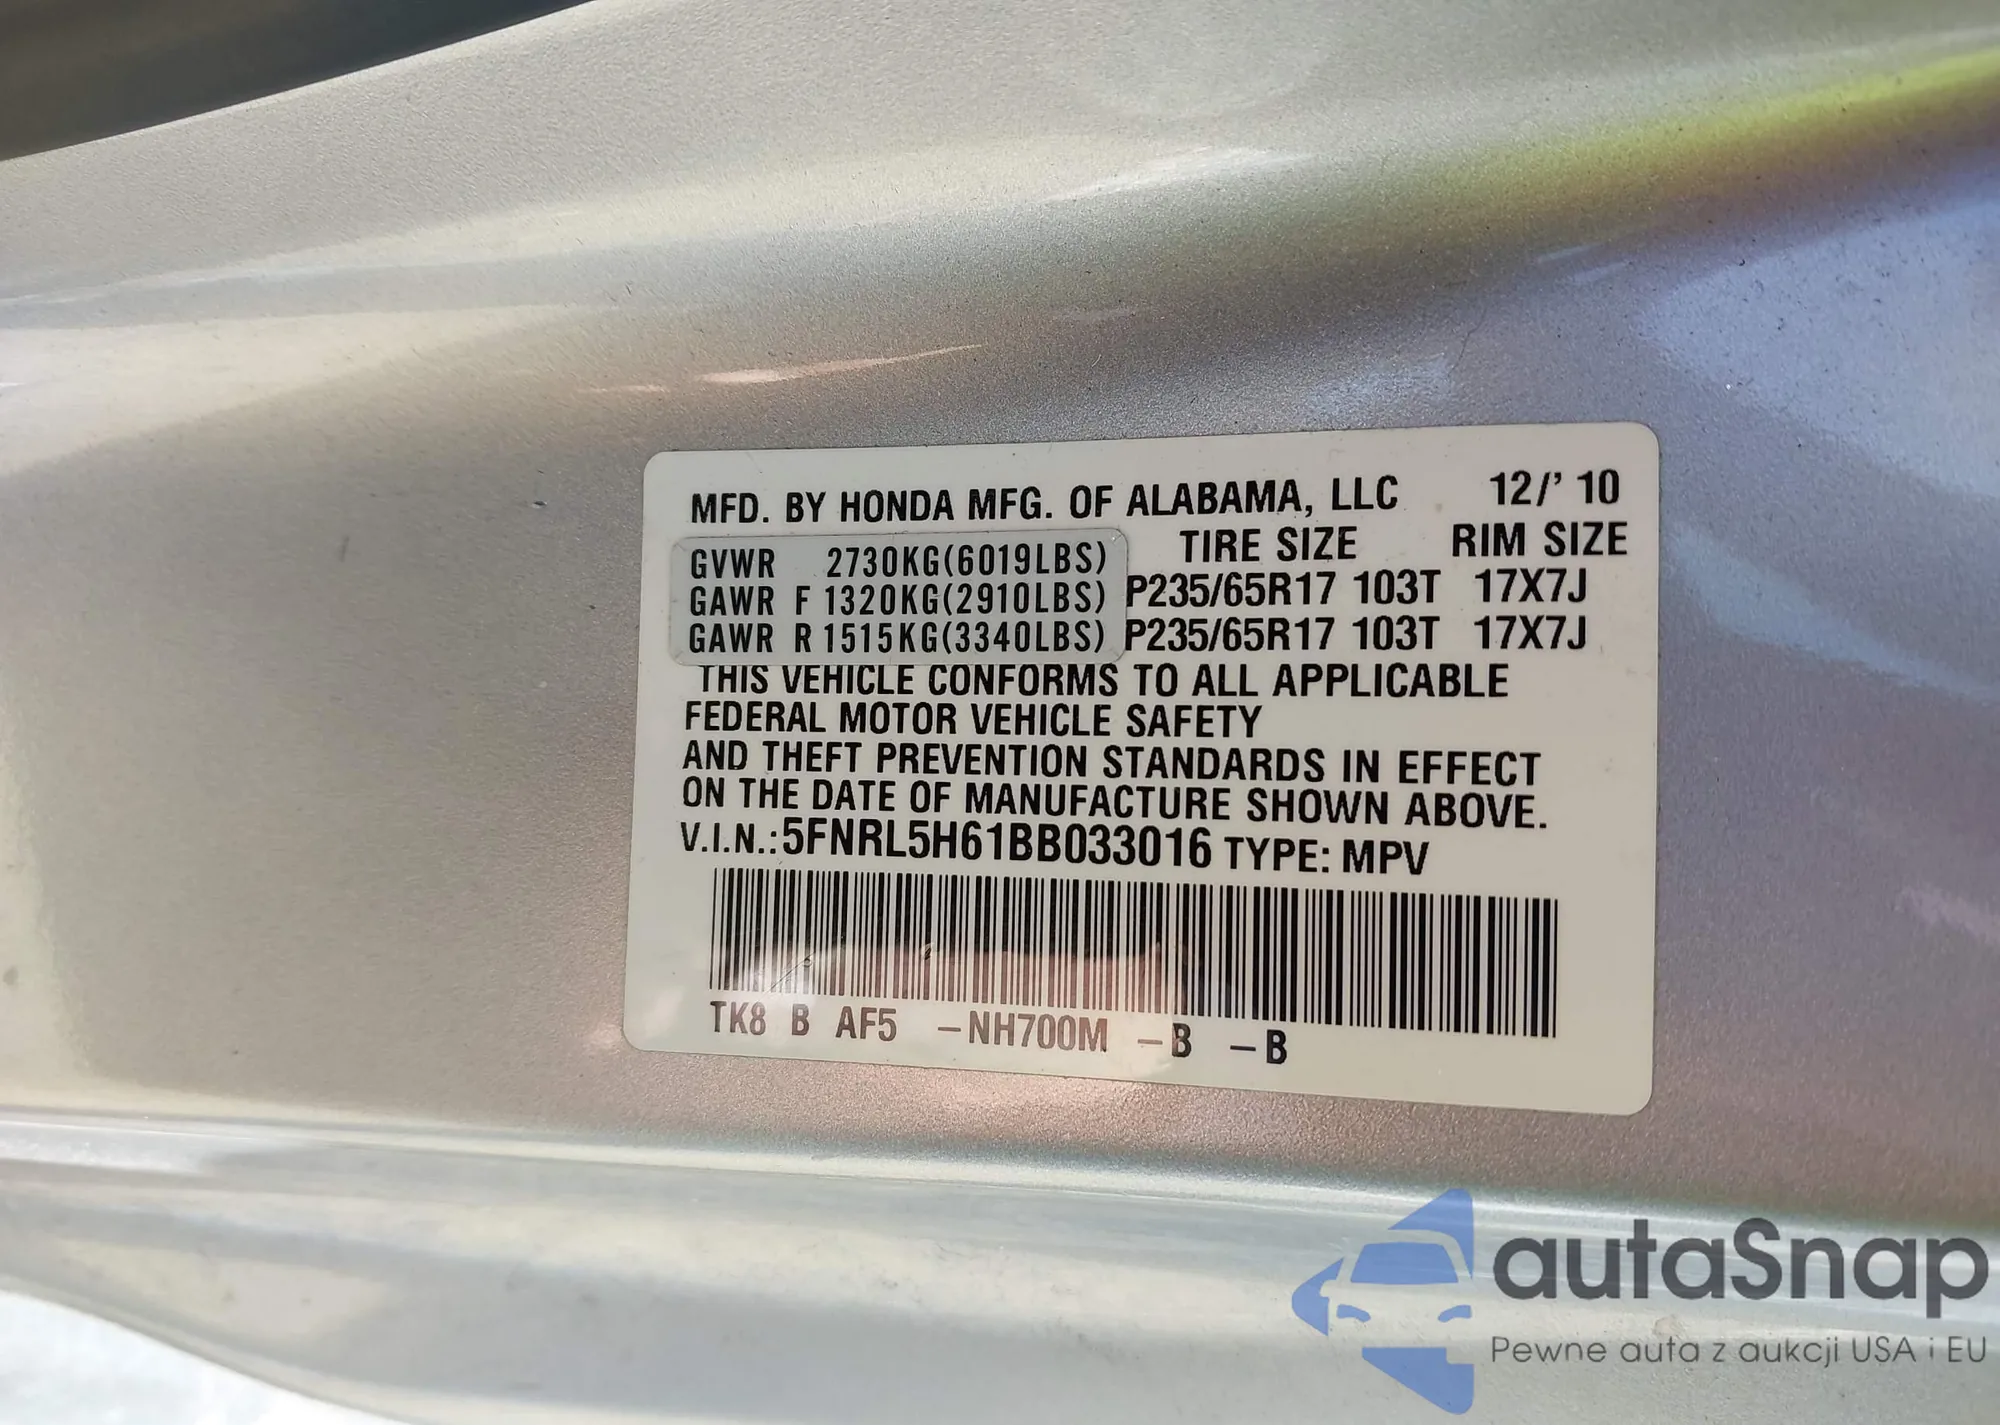 MFD. BY HONDA MFG. OF ALABAMA, LLC 12/' 10
TIRE SIZE RIM SIZE
GVWR 2730KG(6019LBS)
GAWR F 1320KG(2910LBS) P235/65R17 103T 17X7J
GAWR R 1515KG(3340LBS) P235/65R17 103T 17X7J
THIS VEHICLE CONFORMS TO ALL APPLICABLE
FEDERAL MOTOR VEHICLE SAFETY
AND THEFT PREVENTION STANDARDS IN EFFECT
ON THE DATE OF MANUFACTURE SHOWN ABOVE.
V.I.N.: 5FNRL5H61BB033016 TYPE: MPV
TK8 B AF5 -NH700M -B -B
autaSnap
Pewne auta z aukcji USA i EU